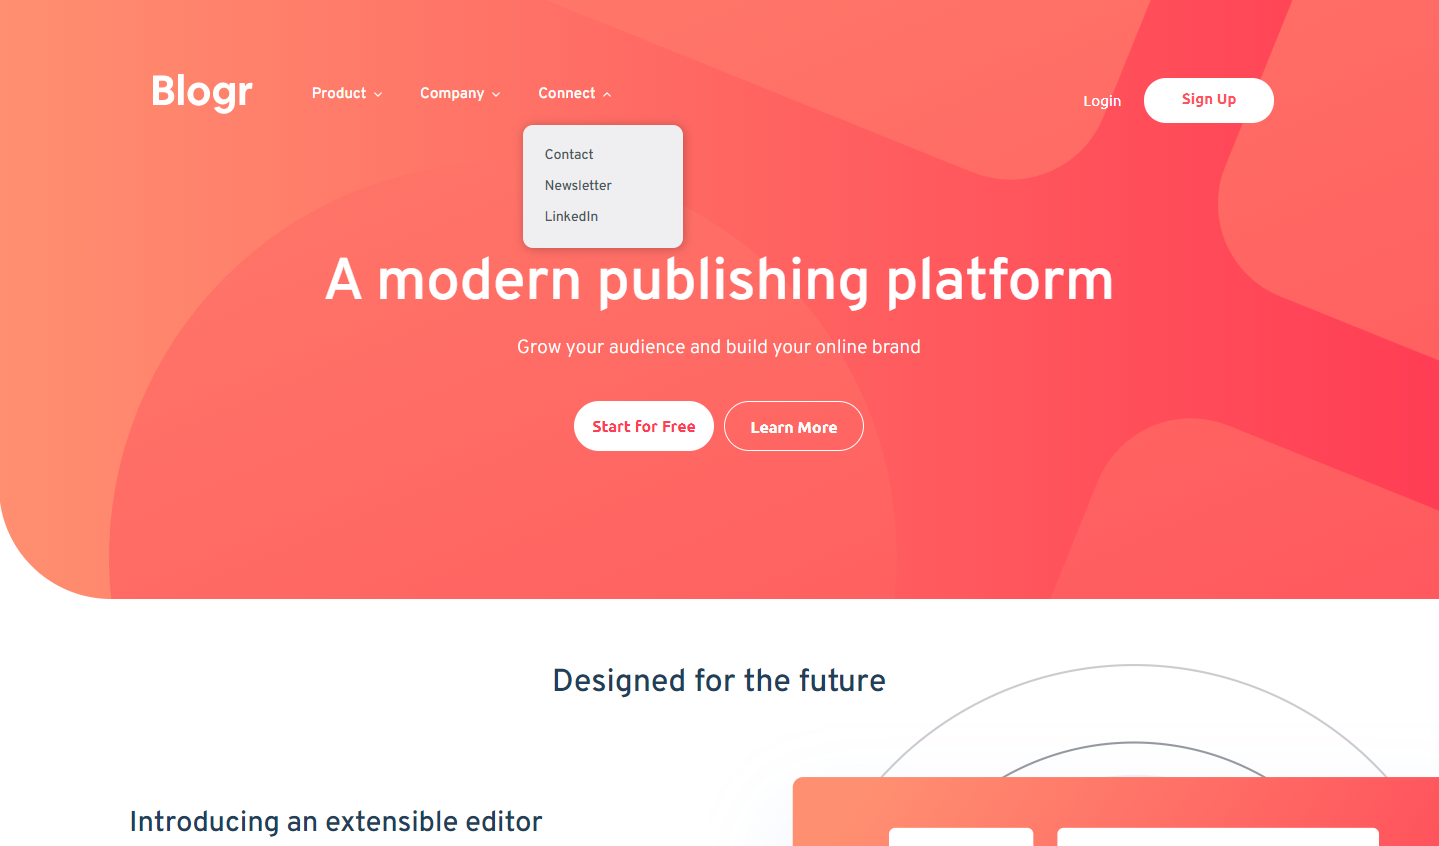 Blogr
Product
Company
Connect
Login
Sign Up
Contact
Newsletter
LinkedIn
A modern publishing platform
Grow your audience and build your online brand
Start for Free
Learn More
Designed for the future
Introducing an extensible editor